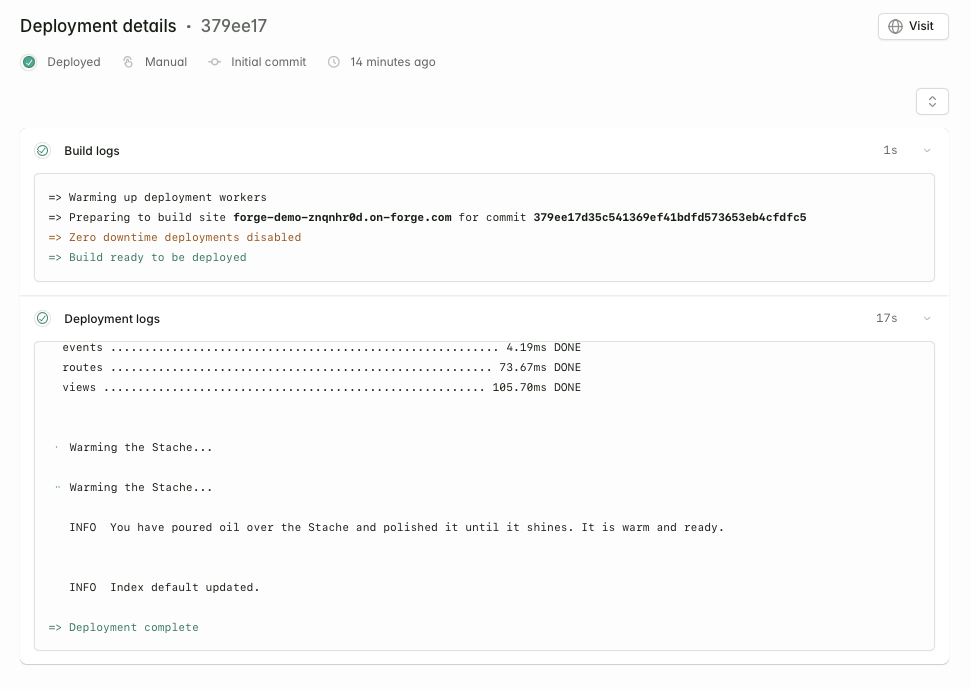 Deployment details · 379ee17
Visit
Deployed Manual Initial commit 14 minutes ago
Build logs 1s
=> Warming up deployment workers
=> Preparing to build site forge-demo-znqnhr0d.on-forge.com for commit 379ee17d35c541369ef41bdfd573653eb4cfdfc5
=> Zero downtime deployments disabled
=> Build ready to be deployed
Deployment logs 17s
events ......................................................... 4.19ms DONE
routes ........................................................ 73.67ms DONE
views ........................................................ 105.70ms DONE
· Warming the Stache...
·· Warming the Stache...
INFO You have poured oil over the Stache and polished it until it shines. It is warm and ready.
INFO Index default updated.
=> Deployment complete